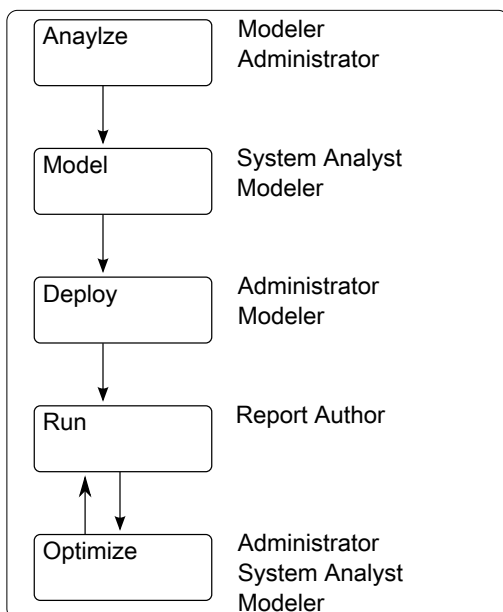 Anaylze
Modeler
Administrator
Model
System Analyst
Modeler
Deploy
Administrator
Modeler
Run
Report Author
Optimize
Administrator
System Analyst
Modeler